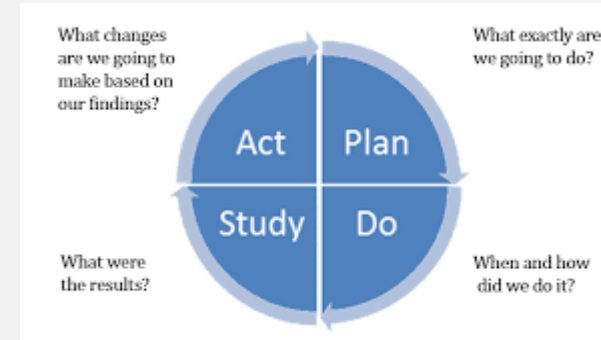 What changes
are we going to
make based on
our findings?
What exactly are
we going to do?
Act
Plan
Study
Do
What were
the results?
When and how
did we do it?